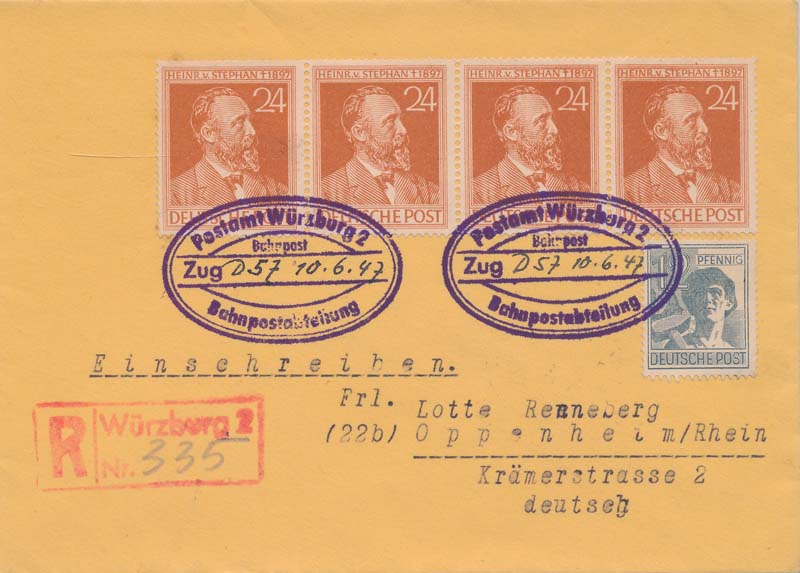 HEINR. v. STEPHAN † 1897 HEINR. v. STEPHAN † 1897 HEINR. v. STEPHAN † 1897 HEINR. v. STEPHAN † 1897
24 24 24 24
DEUTSCHE POST DEUTSCHE POST DEUTSCHE POST
Postamt Würzburg 2
Bahnpost
Zug D57 10.6.47
Bahnpostabteilung
Postamt Würzburg 2
Bahnpost
Zug D57 10.6.47
Bahnpostabteilung
12 PFENNIG
DEUTSCHE POST
Einschreiben.
Frl. Lotte Renneberg
(22b) Oppenheim/Rhein
Krämerstrasse 2
deutsch
R Würzburg 2
Nr. 335